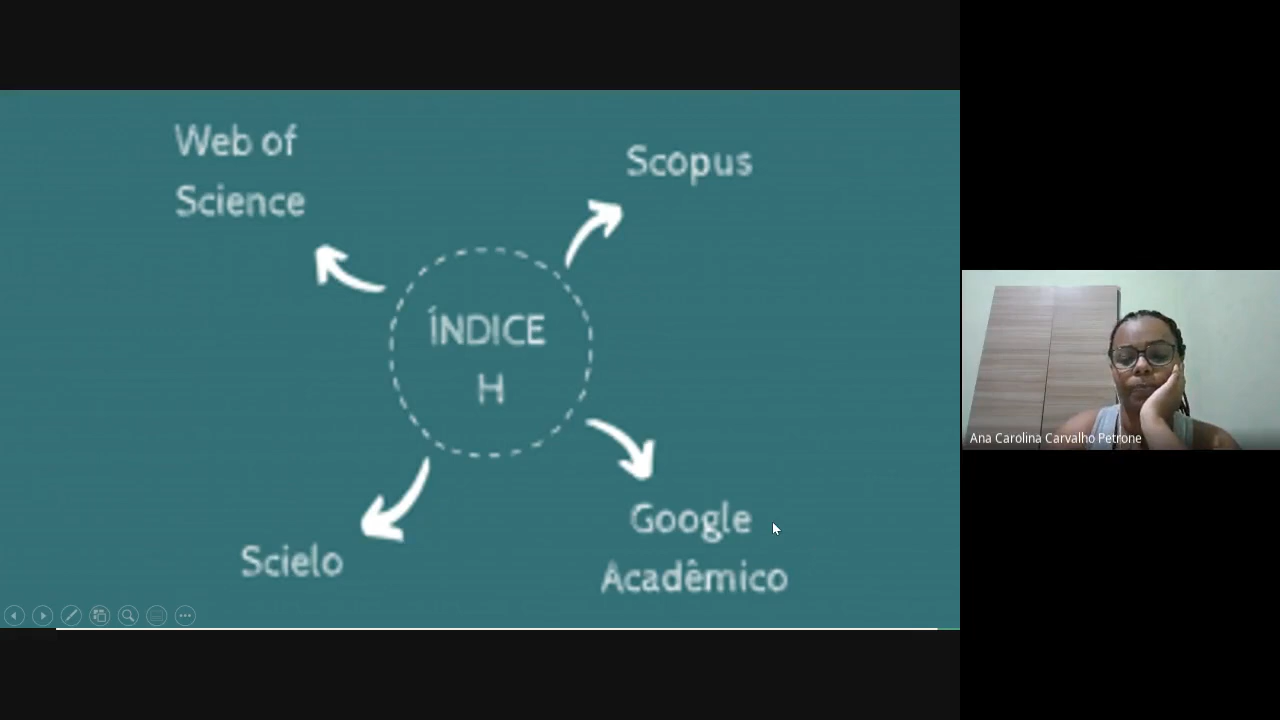 Web of
Science
Scopus
ÍNDICE
H
Scielo
Google
Acadêmico
Ana Carolina Carvalho Petrone